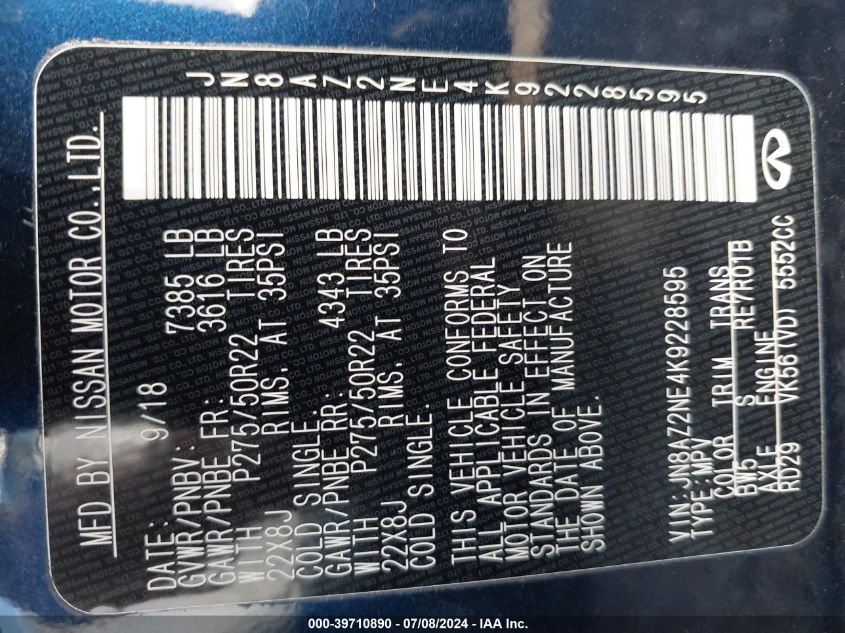 MFD BY NISSAN MOTOR CO.,LTD.
DATE: 9/18
GVWR/PNBV: 7385 LB
GAWR/PNBE FR: 3616 LB
WITH P275/50R22 TIRES
22X8J RIMS, AT 35PSI
COLD SINGLE.
GAWR/PNBE RR: 4343 LB
WITH P275/50R22 TIRES
22X8J RIMS, AT 35PSI
COLD SINGLE.
THIS VEHICLE CONFORMS TO
ALL APPLICABLE FEDERAL
MOTOR VEHICLE SAFETY
STANDARDS IN EFFECT ON
THE DATE OF MANUFACTURE
SHOWN ABOVE.
VIN: JN8AZ2NE4K9228595
TYPE: MPV
COLOR TRIM TRANS
BW5 S RE7R01B
AXLE ENGINE
RD29 VK56(VD) 5552CC
JN8AZ2NE4K9228595
000-39710890 - 07/08/2024 - IAA Inc.